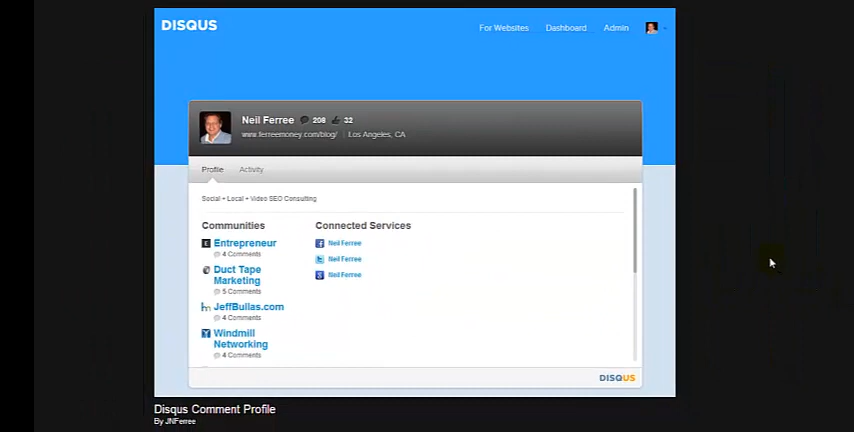 DISQUS
For Websites Dashboard Admin
Neil Ferree 208 32
www.ferreemoney.com/blog/ Los Angeles, CA
Profile Activity
Social + Local + Video SEO Consulting
Communities
Entrepreneur
4 Comments
Duct Tape
Marketing
5 Comments
JeffBullas.com
4 Comments
Windmill
Networking
4 Comments
Connected Services
Neil Ferree
Neil Ferree
Neil Ferree
DISQUS
Disqus Comment Profile
By JNFerree